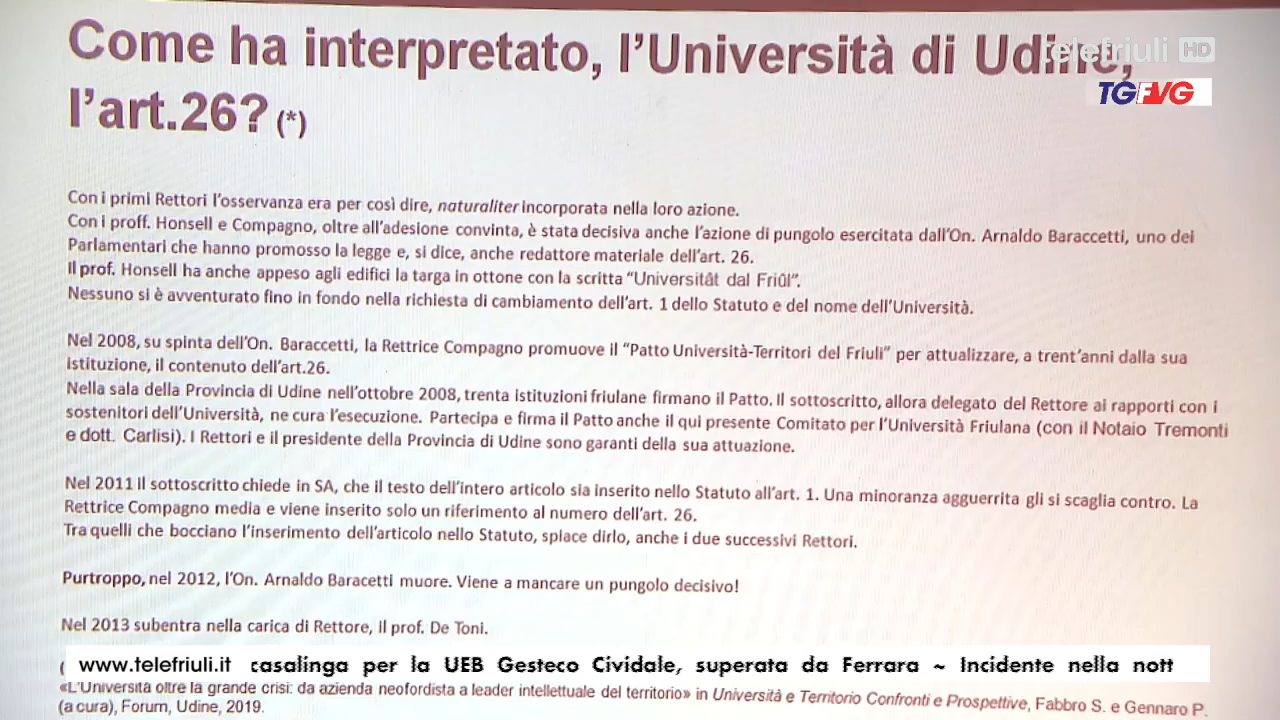 Come ha interpretato, l'Università di Udine,
l'art.26? (*)
telefriuli HD
TGFVG
Con i primi Rettori l'osservanza era per così dire, naturaliter incorporata nella loro azione.
Con i proff. Honsell e Compagno, oltre all'adesione convinta, è stata decisiva anche l'azione di pungolo esercitata dall'On. Arnaldo Baraccetti, uno dei
Parlamentari che hanno promosso la legge e, si dice, anche redattore materiale dell'art. 26.
Il prof. Honsell ha anche appeso agli edifici la targa in ottone con la scritta "Universitât dal Friûl".
Nessuno si è avventurato fino in fondo nella richiesta di cambiamento dell'art. 1 dello Statuto e del nome dell'Università.
Nel 2008, su spinta dell'On. Baraccetti, la Rettrice Compagno promuove il "Patto Università-Territori del Friuli" per attualizzare, a trent'anni dalla sua
istituzione, il contenuto dell'art.26.
Nella sala della Provincia di Udine nell'ottobre 2008, trenta istituzioni friulane firmano il Patto. Il sottoscritto, allora delegato del Rettore ai rapporti con i
sostenitori dell'Università, ne cura l'esecuzione. Partecipa e firma il Patto anche il qui presente Comitato per l'Università Friulana (con il Notaio Tremonti
e dott. Carlisi). I Rettori e il presidente della Provincia di Udine sono garanti della sua attuazione.
Nel 2011 il sottoscritto chiede in SA, che il testo dell'intero articolo sia inserito nello Statuto all'art. 1. Una minoranza agguerrita gli si scaglia contro. La
Rettrice Compagno media e viene inserito solo un riferimento al numero dell'art. 26.
Tra quelli che bocciano l'inserimento dell'articolo nello Statuto, spiace dirlo, anche i due successivi Rettori.
Purtroppo, nel 2012, l'On. Arnaldo Baracetti muore. Viene a mancare un pungolo decisivo!
Nel 2013 subentra nella carica di Rettore, il prof. De Toni.
www.telefriuli.it casalinga per la UEB Gesteco Cividale, superata da Ferrara ~ Incidente nella nott
«L'Università oltre la grande crisi: da azienda neofordista a leader intellettuale del territorio» in Università e Territorio Confronti e Prospettive, Fabbro S. e Gennaro P.
(a cura), Forum, Udine, 2019.